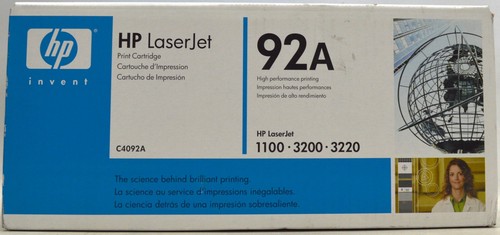 hp
invent
HP LaserJet
Print Cartridge
Cartouche d'Impression
Cartucho de Impresión
C4092A
92A
High performance printing
Impression hautes performances
Impresión de alto rendimiento
HP LaserJet
1100 · 3200 · 3220
The science behind brilliant printing.
La science au service d'impressions inégalables.
La ciencia detrás de una impresión sobresaliente